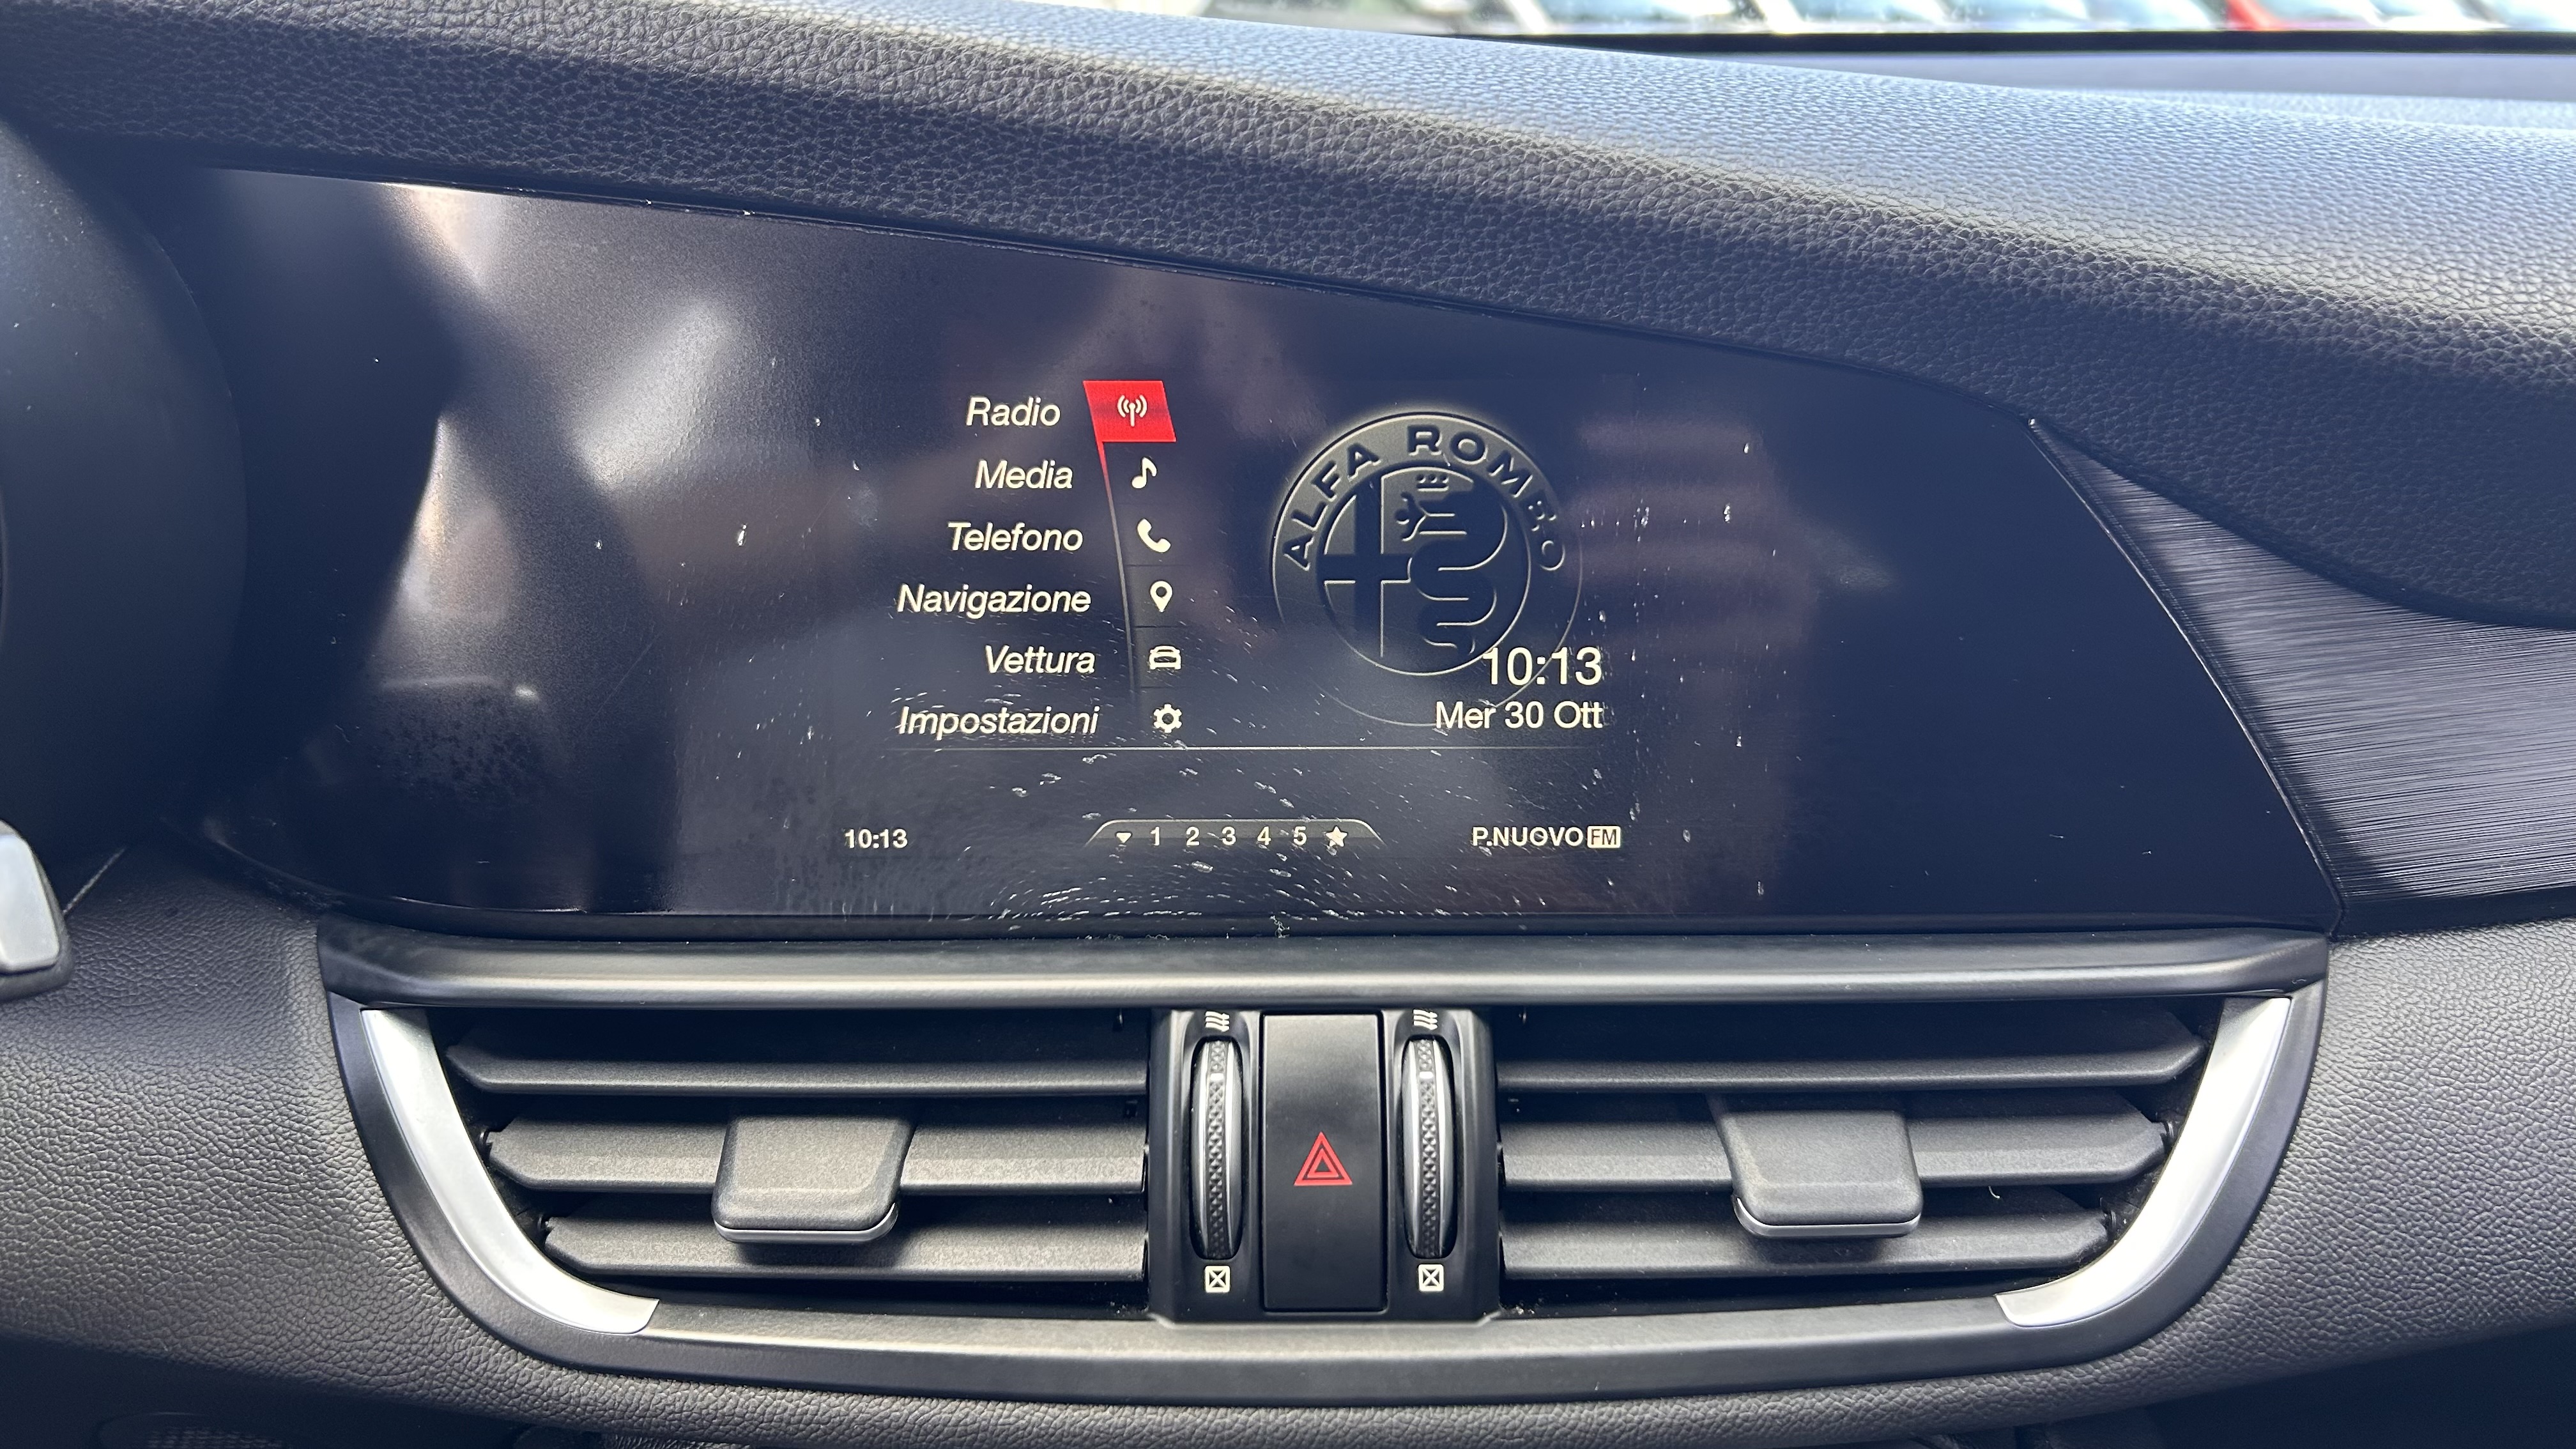 Radio
Media
Telefono
Navigazione
Vettura
Impostazioni
ALFA ROMEO
10:13
Mer 30 Ott
10:13
1 2 3 4 5
P.NUOVO FM